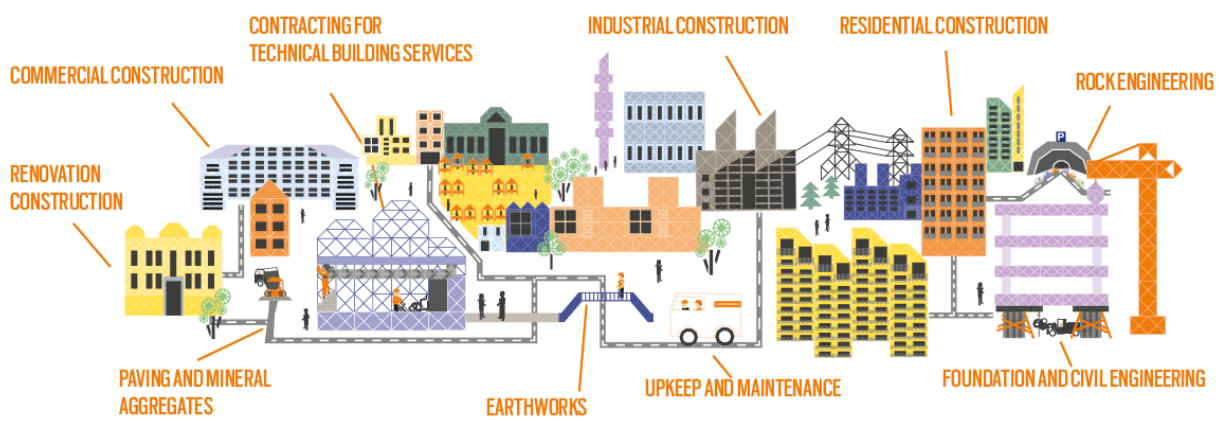 CONTRACTING FOR
TECHNICAL BUILDING SERVICES
INDUSTRIAL CONSTRUCTION
RESIDENTIAL CONSTRUCTION
COMMERCIAL CONSTRUCTION
ROCK ENGINEERING
RENOVATION
CONSTRUCTION
P
PAVING AND MINERAL
AGGREGATES
EARTHWORKS
UPKEEP AND MAINTENANCE
FOUNDATION AND CIVIL ENGINEERING